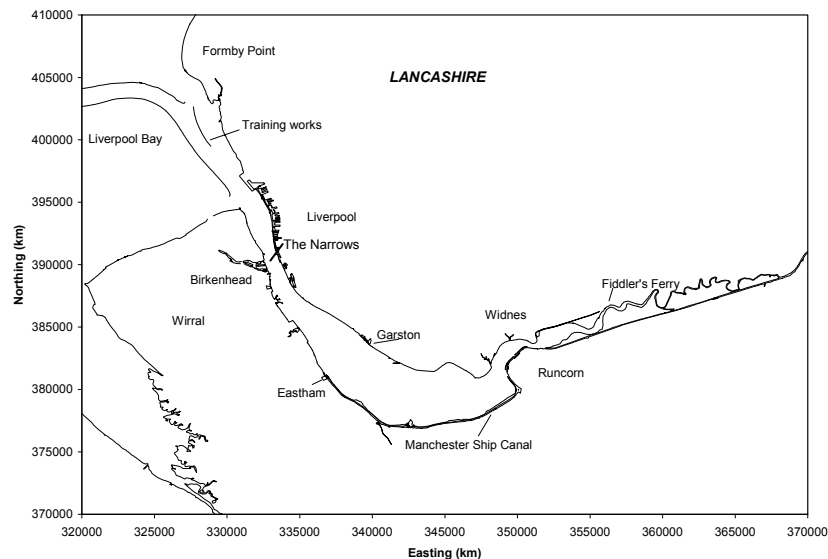 410000
Formby Point
LANCASHIRE
405000
Training works
400000
Liverpool Bay
395000
Liverpool
The Narrows
390000
Birkenhead
Fiddler's Ferry
Widnes
385000
Wirral
Garston
Runcorn
380000
Eastham
Manchester Ship Canal
375000
370000
320000 325000 330000 335000 340000 345000 350000 355000 360000 365000 370000
Northing (km)
Easting (km)